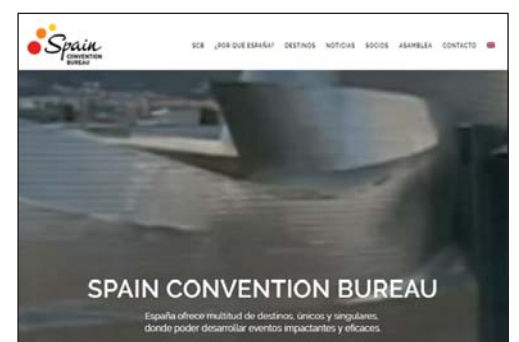 Spain
CONVENTION
BUREAU
SCB ¿POR QUE ESPAÑA? DESTINOS NOTICIAS SOCIOS ASAMBLEA CONTACTO
SPAIN CONVENTION BUREAU
España ofrece multitud de destinos, únicos y singulares,
donde poder desarrollar eventos impactantes y eficaces.